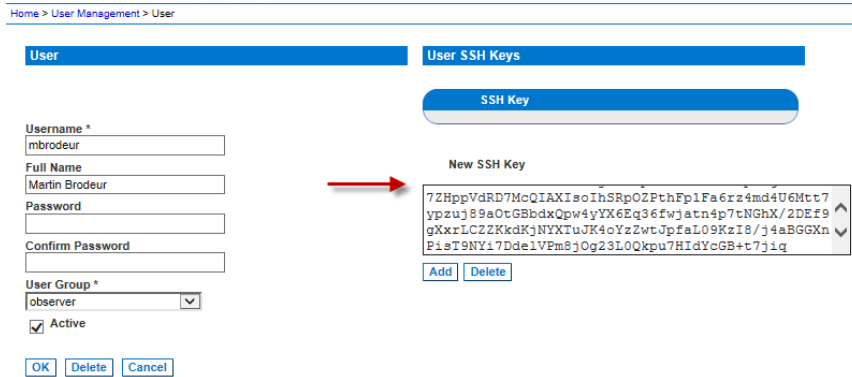 Home > User Management > User
User
User SSH Keys
SSH Key
Username *
mbrodeur
Full Name
Martin Brodeur
Password
Confirm Password
User Group *
observer
Active
OK Delete Cancel
New SSH Key
7ZHppVdRD7McQIAXIsoIhSRpOZPthFp1Fa6rz4md4U6Mtt7
ypzuj89aOtGBbdxQpw4yYX6Eq36fwjatn4p7tNGhX/2DEf9
gXxrLCZZKkdKjNYXTuJK4oYzZwtJpfaL09KzI8/j4aBGGXn
PisT9NYi7DdelVPm8jOg23L0Qkpu7HIdYcGB+t7jiq
Add Delete